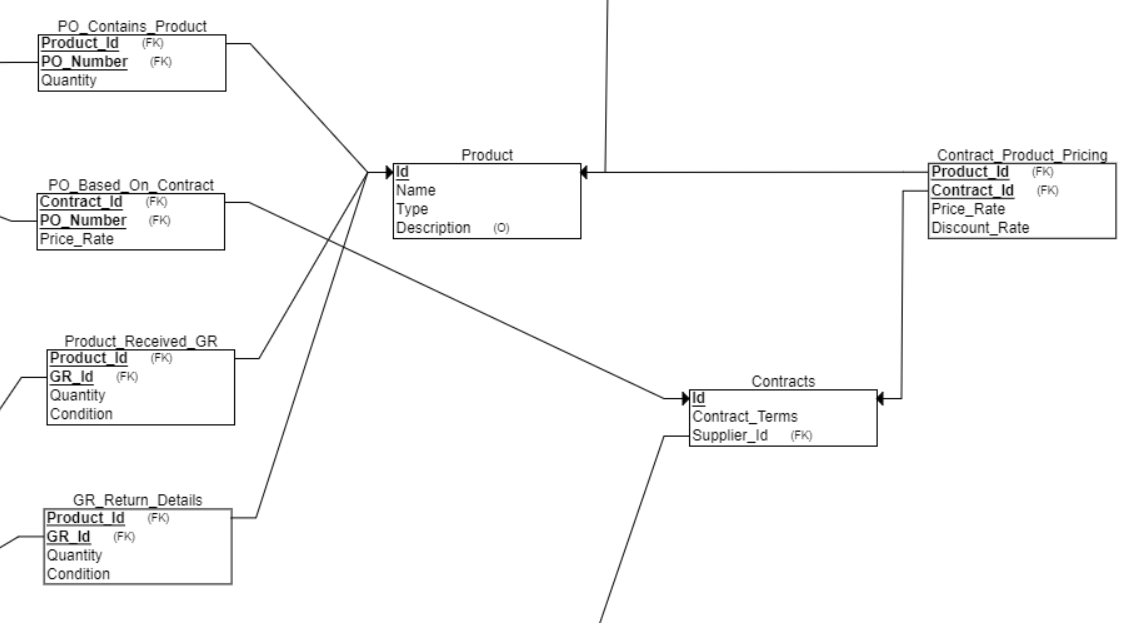 PO_Contains_Product
Product_Id (FK)
PO_Number (FK)
Quantity
PO_Based_On_Contract
Contract_Id (FK)
PO_Number (FK)
Price_Rate
Product_Received_GR
Product_Id (FK)
GR_Id (FK)
Quantity
Condition
GR_Return_Details
Product_Id (FK)
GR_Id (FK)
Quantity
Condition
Product
Id
Name
Type
Description (O)
Contracts
Id
Contract_Terms
Supplier_Id (FK)
Contract_Product_Pricing
Product_Id (FK)
Contract_Id (FK)
Price_Rate
Discount_Rate